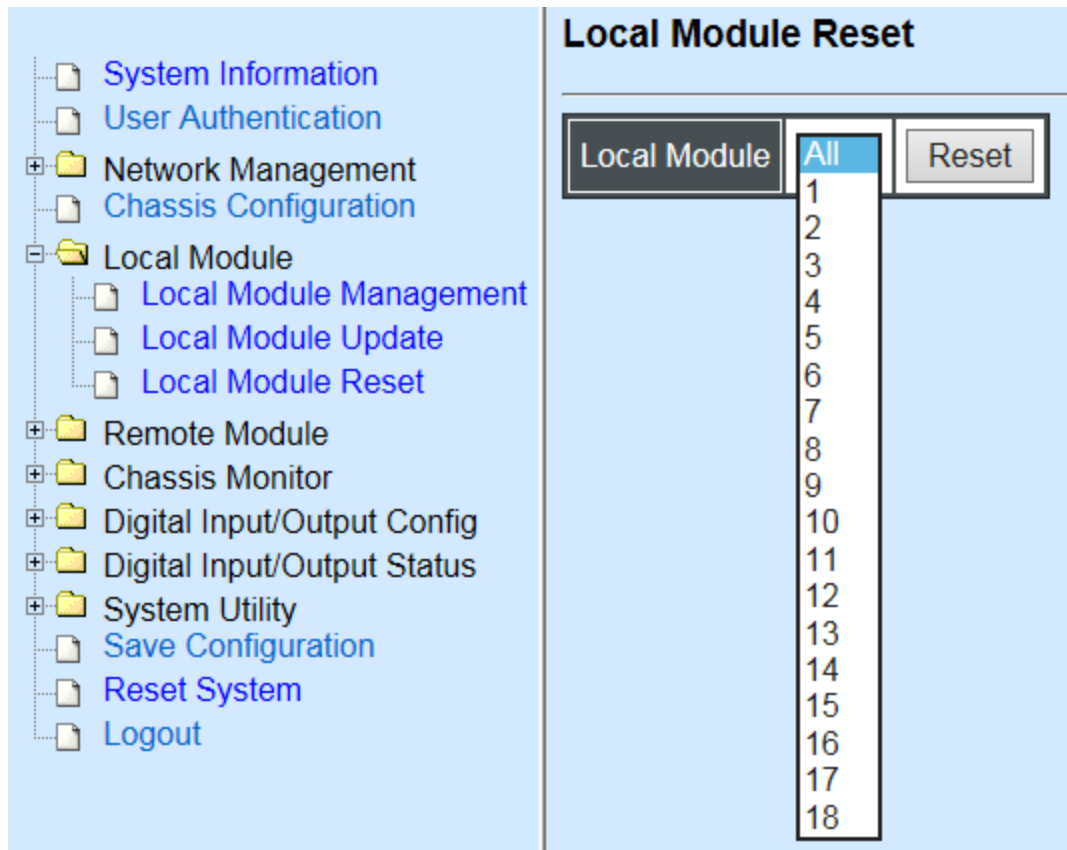 System Information
User Authentication
Network Management
Chassis Configuration
Local Module
Local Module Management
Local Module Update
Local Module Reset
Remote Module
Chassis Monitor
Digital Input/Output Config
Digital Input/Output Status
System Utility
Save Configuration
Reset System
Logout
Local Module Reset
Local Module All Reset
1
2
3
4
5
6
7
8
9
10
11
12
13
14
15
16
17
18